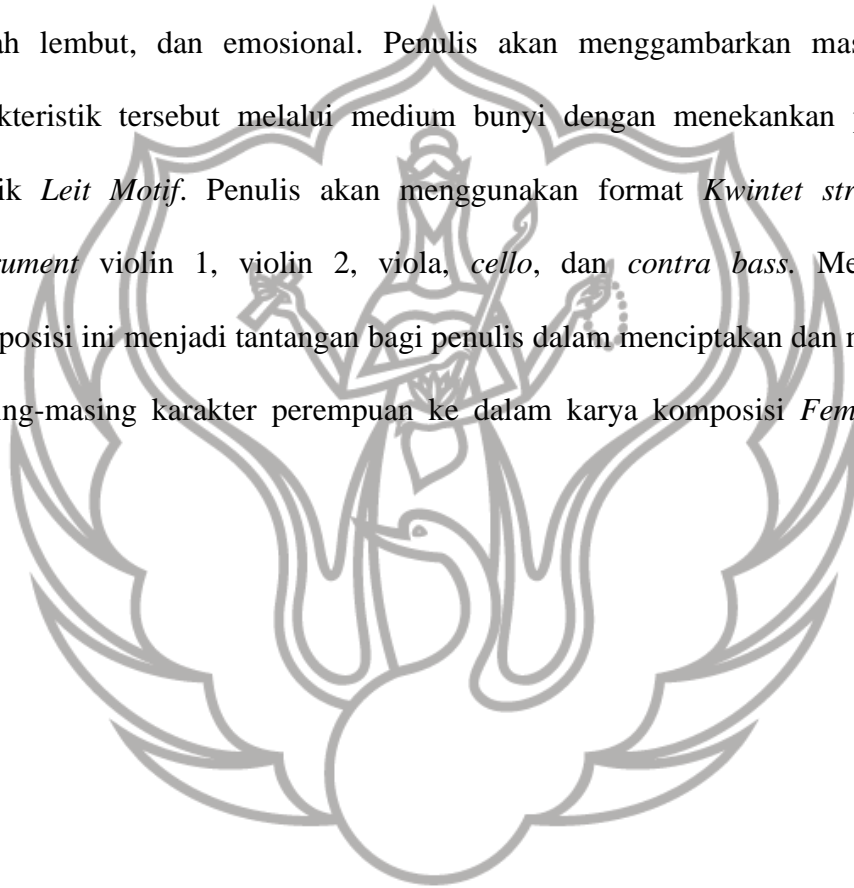 ah lembut, dan emosional. Penulis akan menggambarkan mas
kteristik tersebut melalui medium bunyi dengan menekankan
ik Leit Motif. Penulis akan menggunakan format Kwintet str
rument violin 1, violin 2, viola, cello, dan contra bass. Me
posisi ini menjadi tantangan bagi penulis dalam menciptakan dan
ing-masing karakter perempuan ke dalam karya komposisi Fem